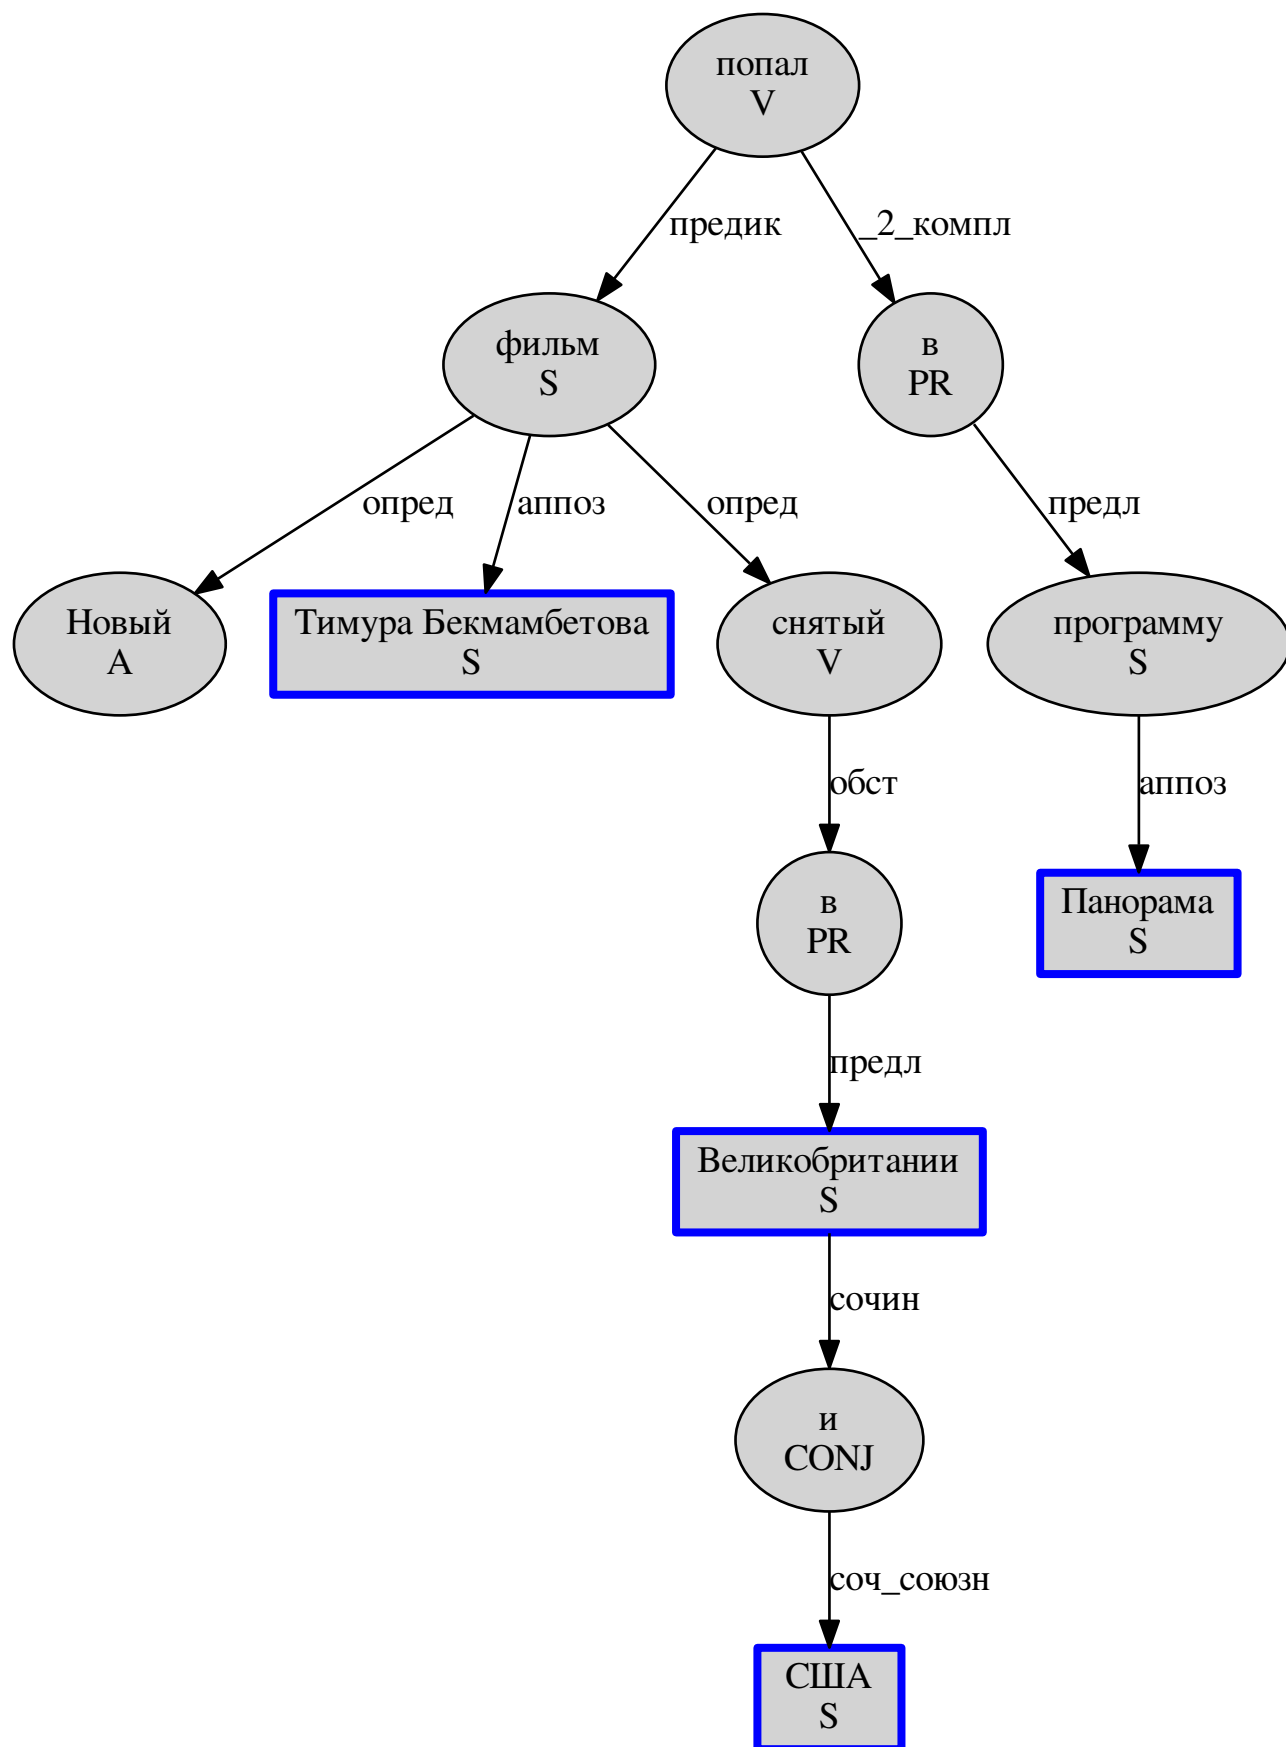 попал
V
предик
_2_компл
фильм
S
в
PR
опред
аппоз
опред
предл
Новый
A
Тимура Бекмамбетова
S
снятый
V
программу
S
обст
аппоз
в
PR
Панорама
S
предл
Великобритании
S
сочин
и
CONJ
соч_союзн
США
S